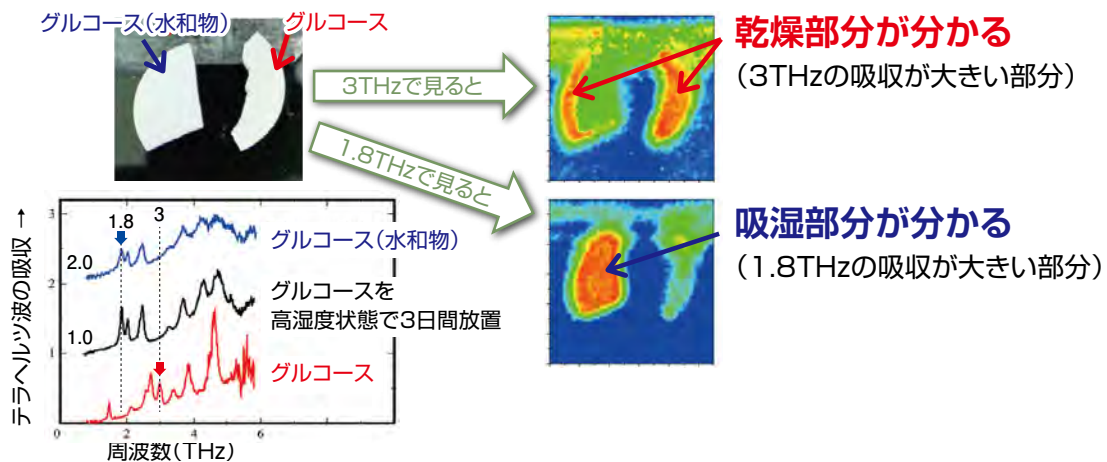 グルコース(水和物)
グルコース
3THzで見ると
1.8THzで見ると
乾燥部分が分かる
(3THzの吸収が大きい部分)
吸湿部分が分かる
(1.8THzの吸収が大きい部分)
テラヘルツ波の吸収 →
3
2
1
1.8
3
2.0
1.0
グルコース(水和物)
グルコースを
高湿度状態で3日間放置
グルコース
0
2
4
6
周波数(THz)